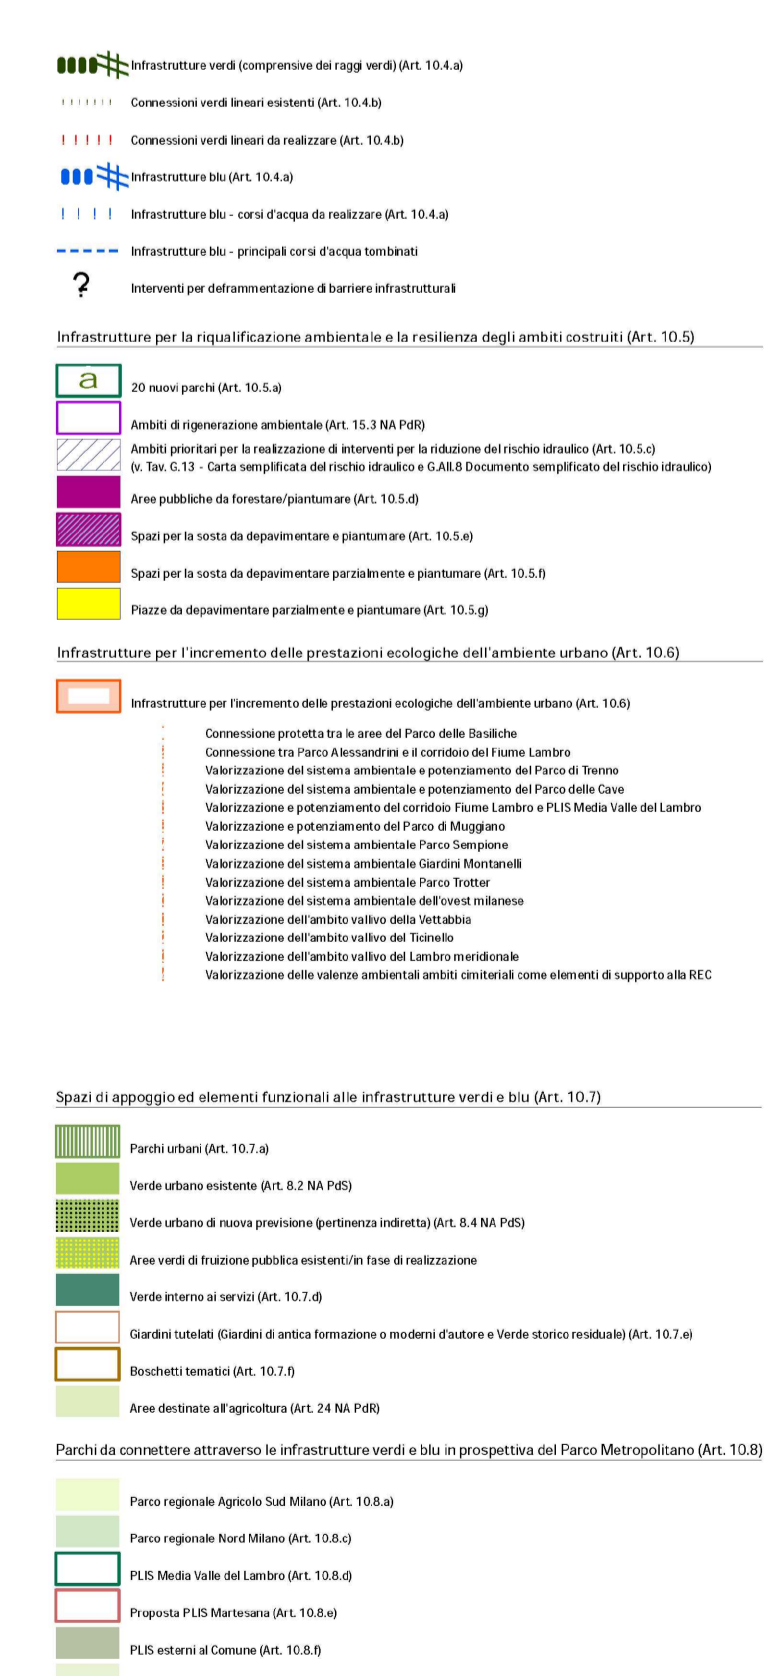 Infrastrutture verdi (comprensive dei raggi verdi) (Art. 10.4.a)
Connessioni verdi lineari esistenti (Art. 10.4.b)
Connessioni verdi lineari da realizzare (Art. 10.4.b)
Infrastrutture blu (Art. 10.4.a)
Infrastrutture blu - corsi d'acqua da realizzare (Art. 10.4.a)
Infrastrutture blu - principali corsi d'acqua tombinati
? Interventi per deframmentazione di barriere infrastrutturali
Infrastrutture per la riqualificazione ambientale e la resilienza degli ambiti costruiti (Art. 10.5)
a 20 nuovi parchi (Art. 10.5.a)
Ambiti di rigenerazione ambientale (Art. 15.3 NA PdR)
Ambiti prioritari per la realizzazione di interventi per la riduzione del rischio idraulico (Art. 10.5.c)
(v. Tav. G.13 - Carta semplificata del rischio idraulico e G.All.8 Documento semplificato del rischio idraulico)
Aree pubbliche da forestare/piantumare (Art. 10.5.d)
Spazi per la sosta da depavimentare e piantumare (Art. 10.5.e)
Spazi per la sosta da depavimentare parzialmente e piantumare (Art. 10.5.f)
Piazze da depavimentare parzialmente e piantumare (Art. 10.5.g)
Infrastrutture per l'incremento delle prestazioni ecologiche dell'ambiente urbano (Art. 10.6)
Infrastrutture per l'incremento delle prestazioni ecologiche dell'ambiente urbano (Art. 10.6)
Connessione protetta tra le aree del Parco delle Basiliche
Connessione tra Parco Alessandrini e il corridoio del Fiume Lambro
Valorizzazione del sistema ambientale e potenziamento del Parco di Trenno
Valorizzazione del sistema ambientale e potenziamento del Parco delle Cave
Valorizzazione e potenziamento del corridoio Fiume Lambro e PLIS Media Valle del Lambro
Valorizzazione e potenziamento del Parco di Muggiano
Valorizzazione del sistema ambientale Parco Sempione
Valorizzazione del sistema ambientale Giardini Montanelli
Valorizzazione del sistema ambientale Parco Trotter
Valorizzazione del sistema ambientale dell'ovest milanese
Valorizzazione dell'ambito vallivo della Vettabbia
Valorizzazione dell'ambito vallivo del Ticinello
Valorizzazione dell'ambito vallivo del Lambro meridionale
Valorizzazione delle valenze ambientali ambiti cimiteriali come elementi di supporto alla REC
Spazi di appoggio ed elementi funzionali alle infrastrutture verdi e blu (Art. 10.7)
Parchi urbani (Art. 10.7.a)
Verde urbano esistente (Art. 8.2 NA PdS)
Verde urbano di nuova previsione (pertinenza indiretta) (Art. 8.4 NA PdS)
Aree verdi di fruizione pubblica esistenti/in fase di realizzazione
Verde interno ai servizi (Art. 10.7.d)
Giardini tutelati (Giardini di antica formazione o moderni d'autore e Verde storico residuale) (Art. 10.7.e)
Boschetti tematici (Art. 10.7.f)
Aree destinate all'agricoltura (Art. 24 NA PdR)
Parchi da connettere attraverso le infrastrutture verdi e blu in prospettiva del Parco Metropolitano (Art. 10.8)
Parco regionale Agricolo Sud Milano (Art. 10.8.a)
Parco regionale Nord Milano (Art. 10.8.c)
PLIS Media Valle del Lambro (Art. 10.8.d)
Proposta PLIS Martesana (Art. 10.8.e)
PLIS esterni al Comune (Art. 10.8.f)